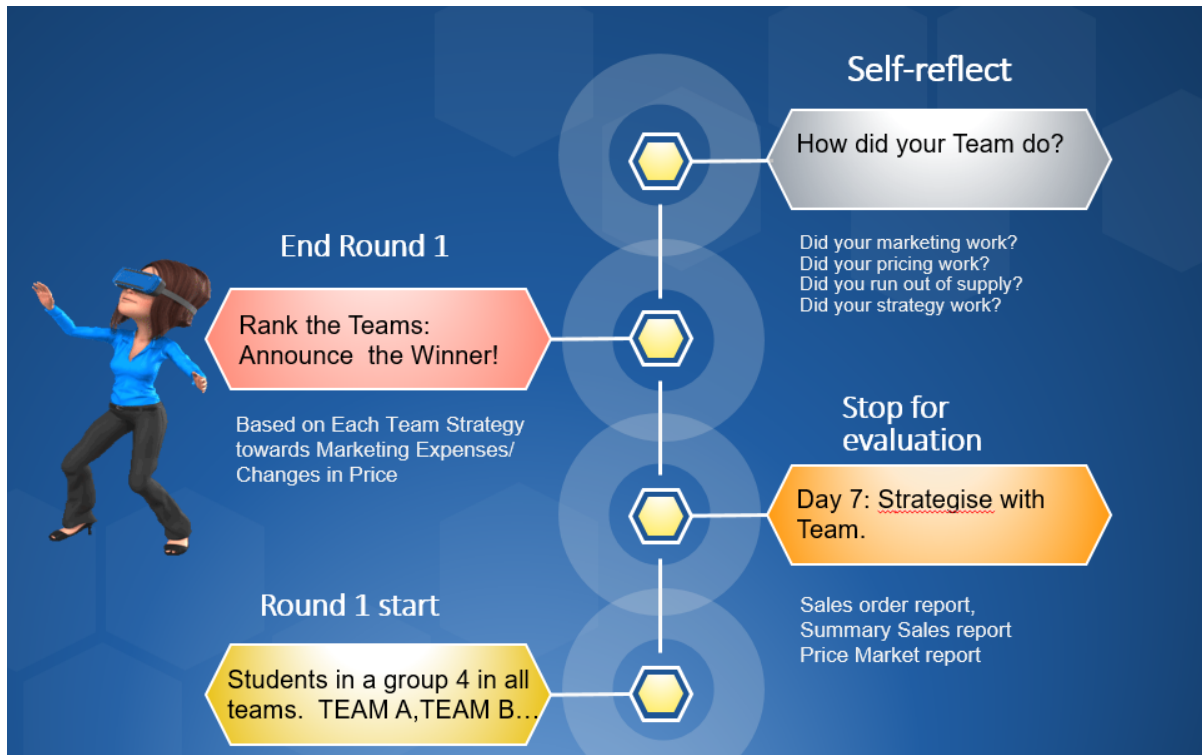 Self-reflect
How did your Team do?
Did your marketing work?
Did your pricing work?
Did you run out of supply?
Did your strategy work?
End Round 1
Rank the Teams:
Announce  the Winner!
Based on Each Team Strategy
towards Marketing Expenses/
Changes in Price
Stop for
evaluation
Day 7: Strategise with
Team.
Sales order report,
Summary Sales report
Price Market report
Round 1 start
Students in a group 4 in all
teams.  TEAM A,TEAM B...